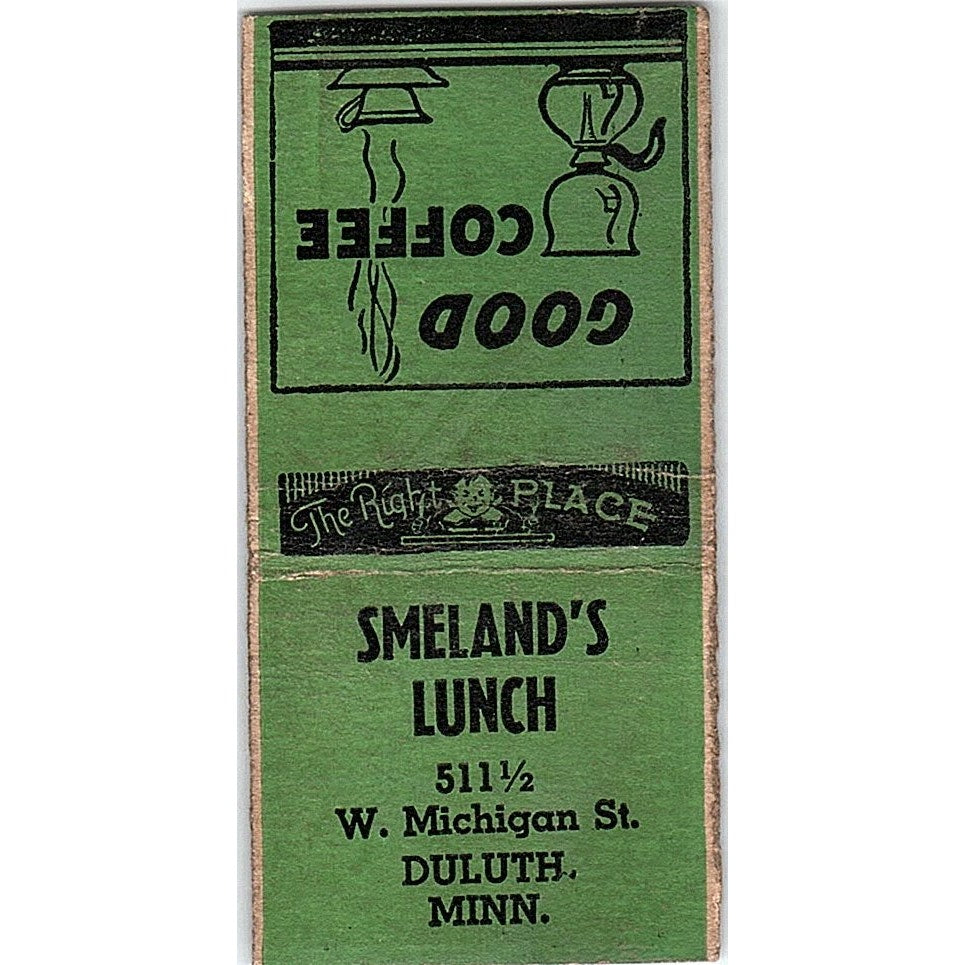 GOOD
COFFEE
The Right PLACE
SMELAND'S
LUNCH
511½
W. Michigan St.
DULUTH,
MINN.